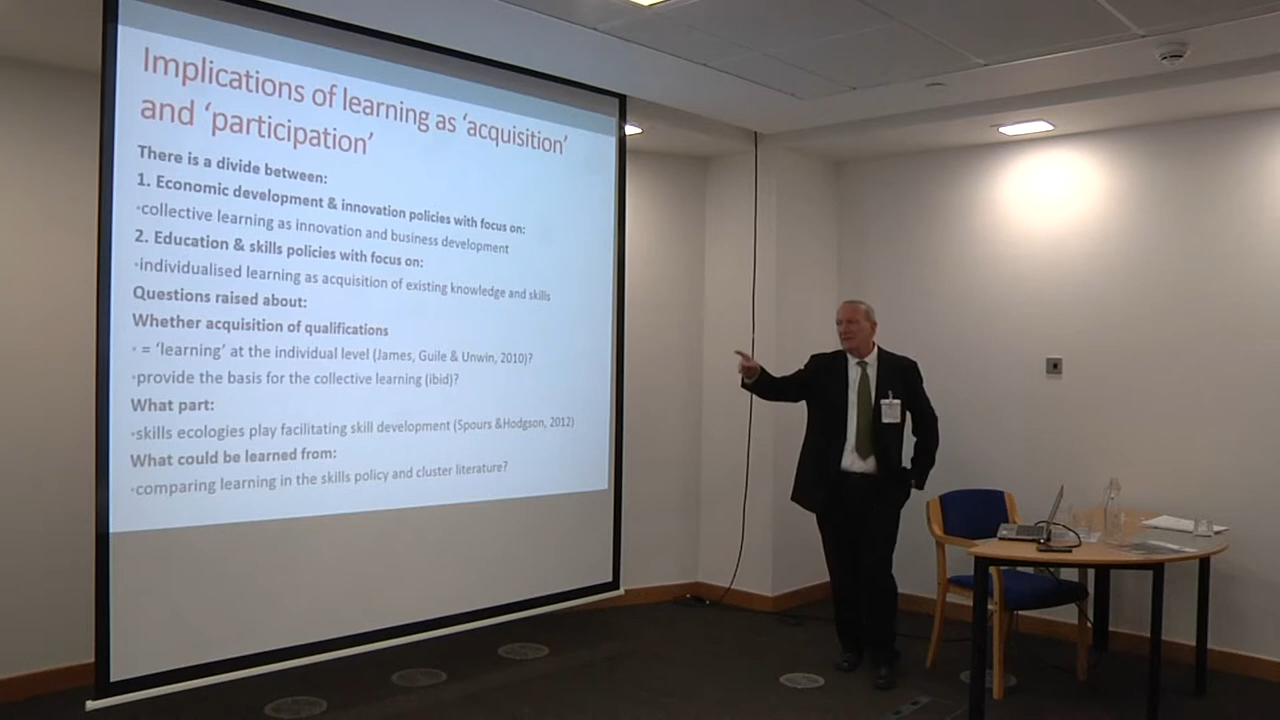 Implications of learning as ‘acquisition’
and ‘participation’
There is a divide between:
1. Economic development & innovation policies with focus on:
•collective learning as innovation and business development
2. Education & skills policies with focus on:
•individualised learning as acquisition of existing knowledge and skills
Questions raised about:
Whether acquisition of qualifications
• = ‘learning’ at the individual level (James, Guile & Unwin, 2010)?
•provide the basis for the collective learning (ibid)?
What part:
•skills ecologies play facilitating skill development (Spours &Hodgson, 2012)
What could be learned from:
•comparing learning in the skills policy and cluster literature?